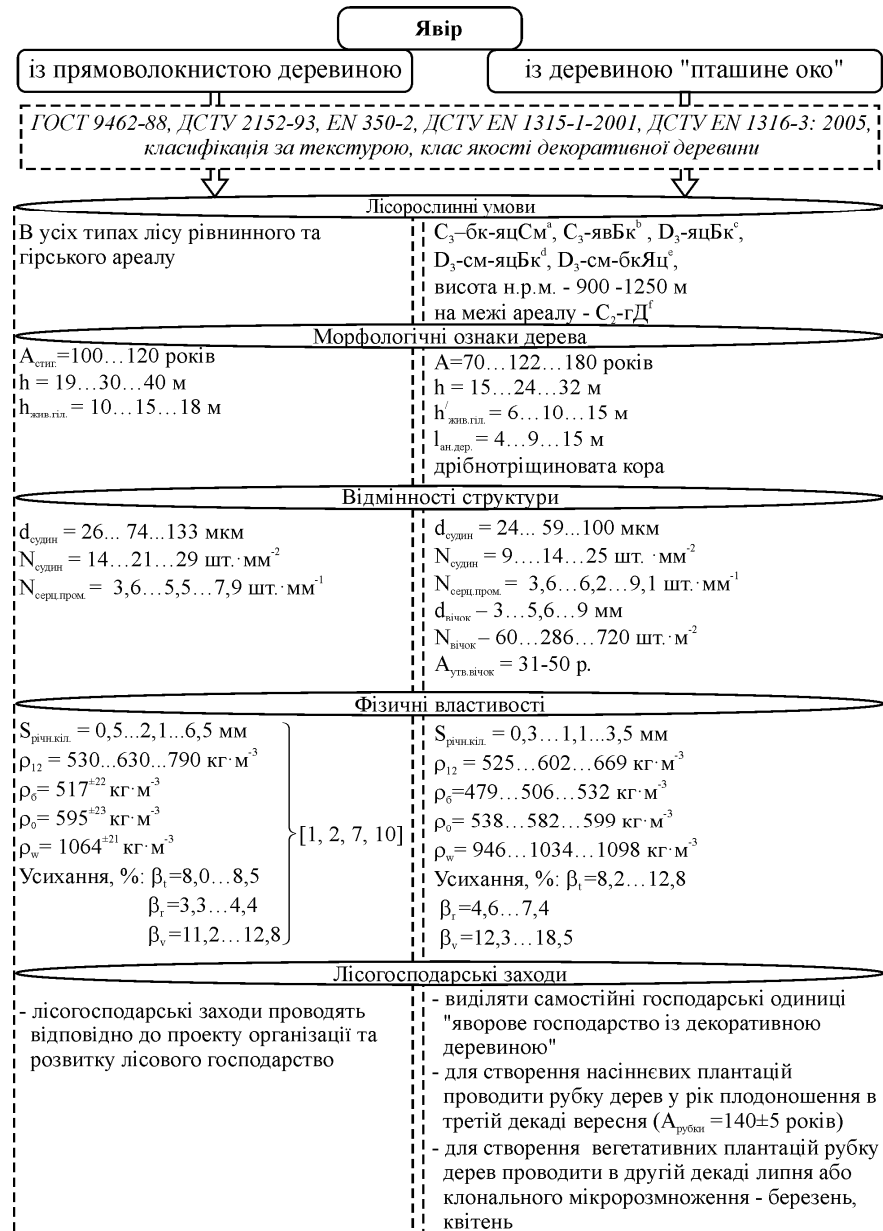 Явір
із прямоволокнистою деревиною
із деревиною "пташине око"
ГОСТ 9462-88, ДСТУ 2152-93, EN 350-2, ДСТУ EN 1315-1-2001, ДСТУ EN 1316-3: 2005,
класифікація за текстурою, клас якості декоративної деревини
Лісорослинні умови
В усіх типах лісу рівнинного та
гірського ареалу
C₃–бк-яцСмᵃ, C₃-явБкᵇ , D₃-яцБкᶜ,
D₃-см-яцБкᵈ, D₃-см-бкЯцᵉ,
висота н.р.м. - 900 -1250 м
на межі ареалу - C₂-гДᶠ
Морфологічні ознаки дерева
Aстиг.=100…120 років
h = 19…30…40 м
hжив.гіл. = 10…15…18 м
A=70…122…180 років
h = 15…24…32 м
h/жив.гіл. = 6…10…15 м
lан.дер. = 4…9…15 м
дрібнотріщиновата кора
Відмінності структури
dсудин = 26... 74...133 мкм
Nсудин = 14…21…29 шт.·мм⁻²
Nсерц.пром. = 3,6…5,5…7,9 шт.·мм⁻¹
dсудин = 24... 59...100 мкм
Nсудин = 9….14…25 шт. ·мм⁻²
Nсерц.пром. = 3,6…6,2…9,1 шт.·мм⁻¹
dвічок – 3…5,6…9 мм
Nвічок – 60…286…720 шт.·м⁻²
Aутв.вічок = 31-50 р.
Фізичні властивості
Sрічн.кіл. = 0,5...2,1...6,5 мм
ρ₁₂ = 530...630...790 кг·м⁻³
ρб = 517±²² кг·м⁻³
ρ₀ = 595±²³ кг·м⁻³
ρw= 1064±²¹ кг·м⁻³
Усихання, %: βt=8,0…8,5
βr=3,3…4,4
βv=11,2…12,8
[1, 2, 7, 10]
Sрічн.кіл. = 0,3…1,1...3,5 мм
ρ₁₂ = 525…602…669 кг·м⁻³
ρб=479…506…532 кг·м⁻³
ρ₀ = 538…582…599 кг·м⁻³
ρw= 946…1034…1098 кг·м⁻³
Усихання, %: βt=8,2…12,8
βr=4,6…7,4
βv=12,3…18,5
Лісогосподарські заходи
- лісогосподарські заходи проводять
відповідно до проекту організації та
розвитку лісового господарство
- виділяти самостійні господарські одиниці
"яворове господарство із декоративною
деревиною"
- для створення насіннєвих плантацій
проводити рубку дерев у рік плодоношення в
третій декаді вересня (Aрубки =140±5 років)
- для створення вегетативних плантацій рубку
дерев проводити в другій декаді липня або
клонального мікророзмноження - березень,
квітень